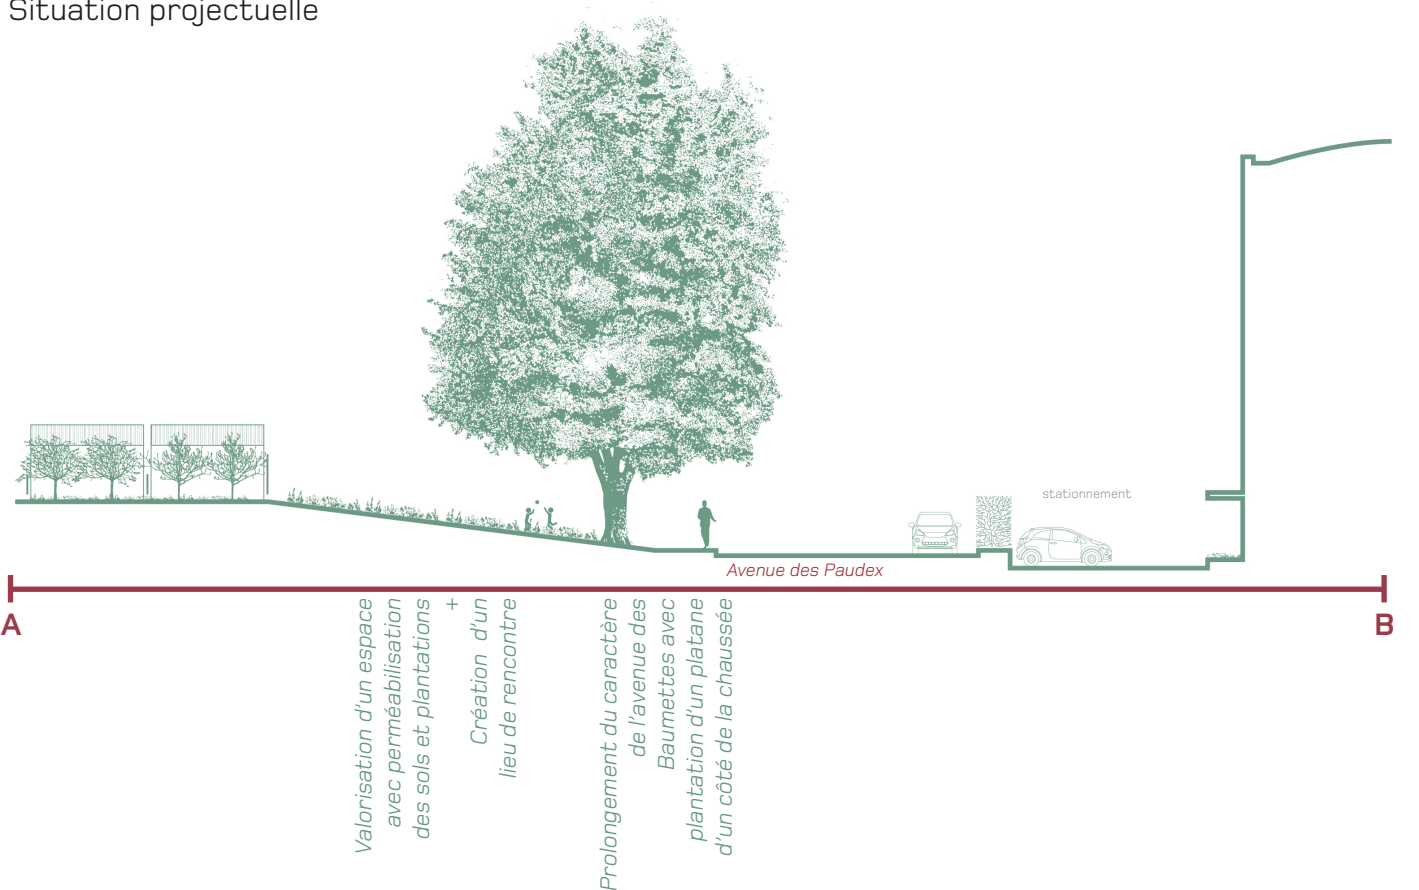 Situation projectuelle
stationnement
Avenue des Paudex
A
B
Valorisation d'un espace
avec perméabilisation
des sols et plantations
+
Création d'un
lieu de rencontre
Prolongement du caractère
de l'avenue des
Baumettes avec
plantation d'un platane
d'un côté de la chaussée